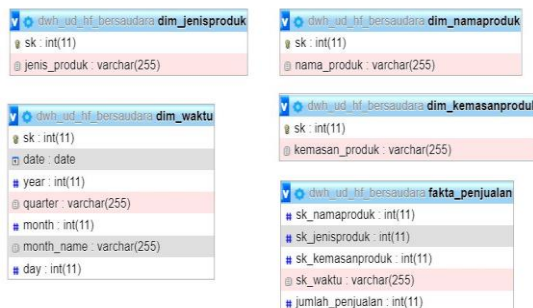 dwh_ud_hf_bersaudara dim_jenisproduk
sk : int(11)
jenis_produk : varchar(255)
dwh_ud_hf_bersaudara dim_namaproduk
sk : int(11)
nama_produk : varchar(255)
dwh_ud_hf_bersaudara dim_waktu
sk : int(11)
date : date
# year : int(11)
quarter : varchar(255)
# month : int(11)
month_name : varchar(255)
# day : int(11)
dwh_ud_hf_bersaudara dim_kemasanproduk
sk : int(11)
kemasan_produk : varchar(255)
dwh_ud_hf_bersaudara fakta_penjualan
# sk_namaproduk : int(11)
# sk_jenisproduk : int(11)
# sk_kemasanproduk : int(11)
sk_waktu : varchar(255)
# jumlah_penjualan : int(11)